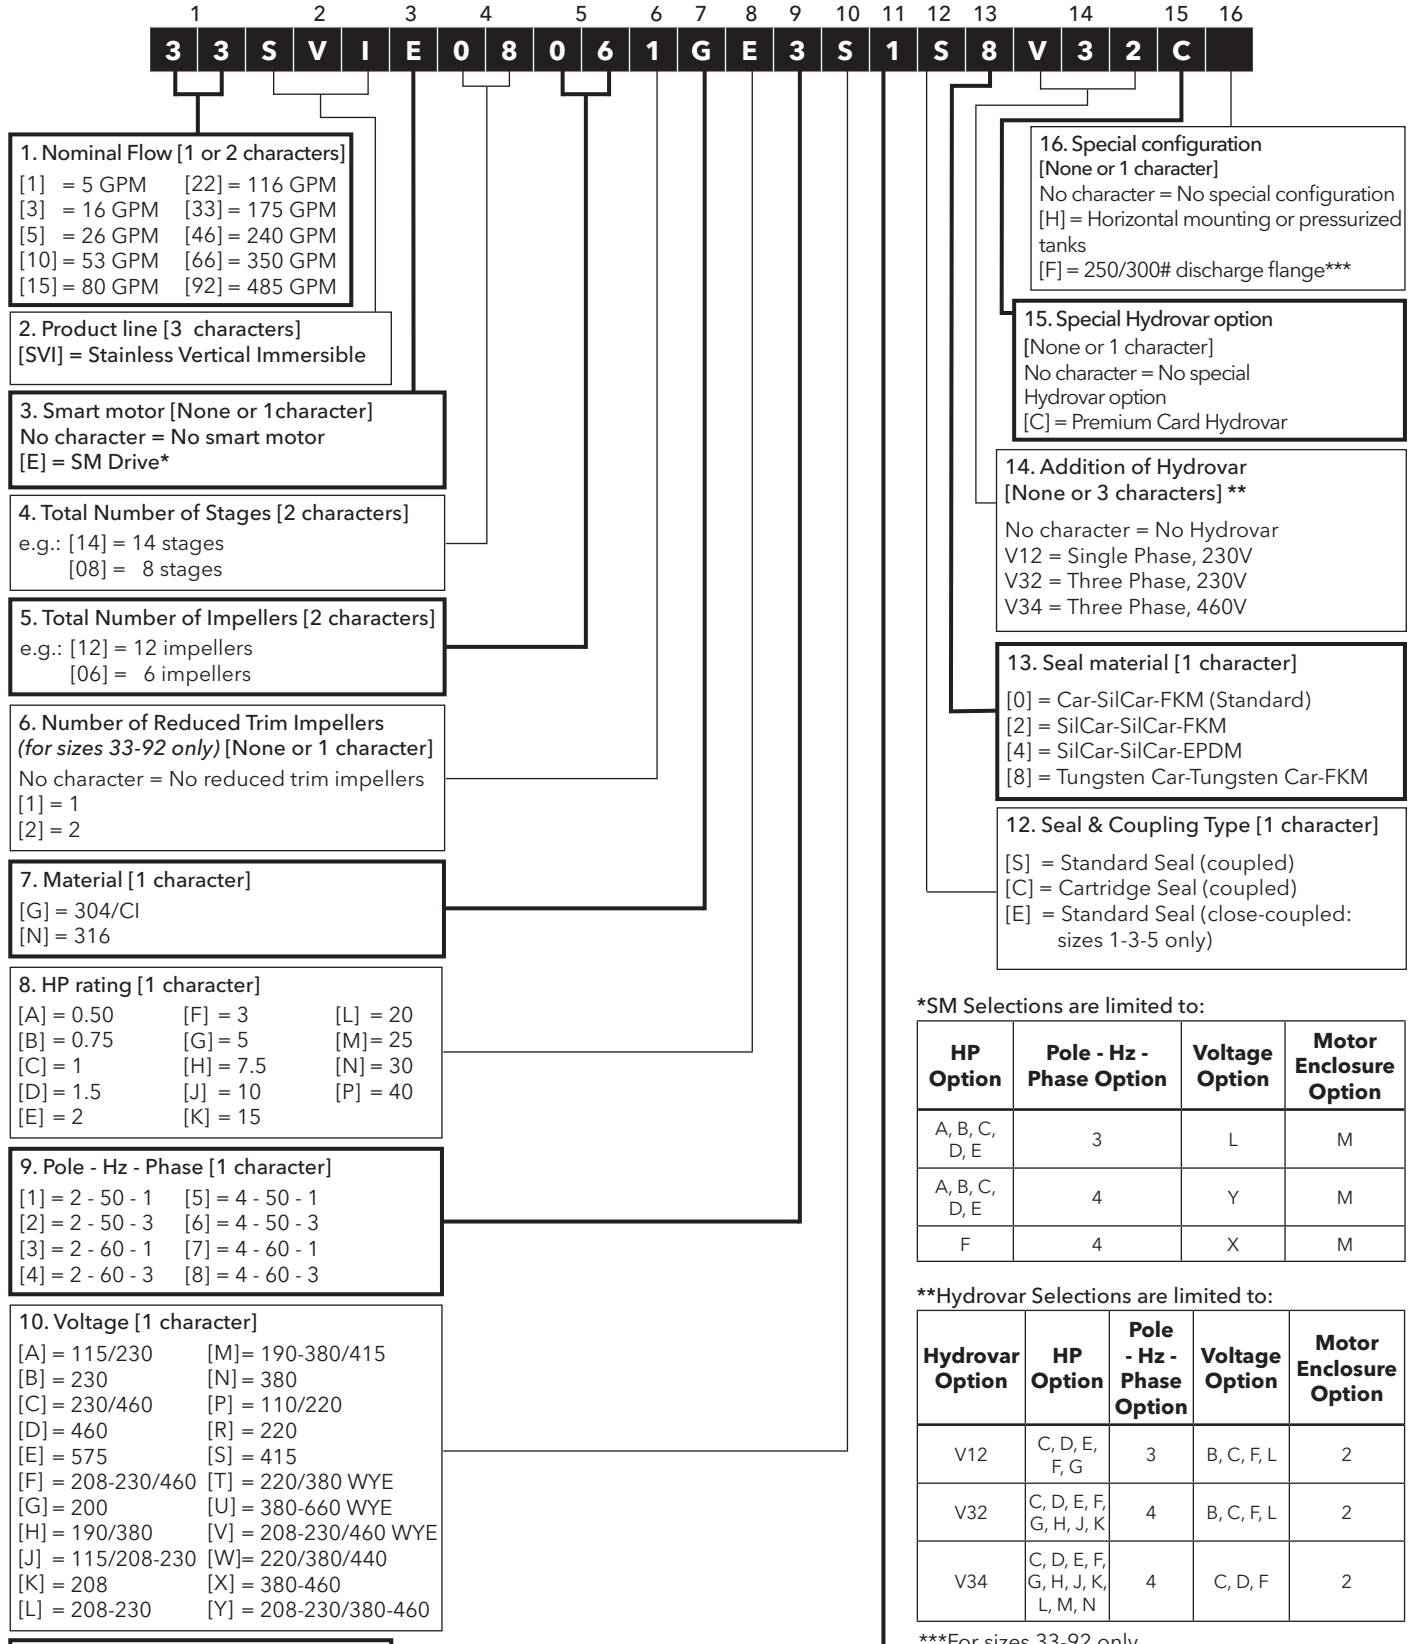 1 2 3 4 5 6 7 8 9 10 11 12 13 14 15 16
3 3 S V I E 0 8 0 6 1 G E 3 S 1 S 8 V 3 2 C
1. Nominal Flow [1 or 2 characters]
[1] = 5 GPM [22] = 116 GPM
[3] = 16 GPM [33] = 175 GPM
[5] = 26 GPM [46] = 240 GPM
[10] = 53 GPM [66] = 350 GPM
[15] = 80 GPM [92] = 485 GPM
2. Product line [3 characters]
[SVI] = Stainless Vertical Immersible
3. Smart motor [None or 1character]
No character = No smart motor
[E] = SM Drive*
4. Total Number of Stages [2 characters]
e.g.: [14] = 14 stages
[08] = 8 stages
5. Total Number of Impellers [2 characters]
e.g.: [12] = 12 impellers
[06] = 6 impellers
6. Number of Reduced Trim Impellers
(for sizes 33-92 only) [None or 1 character]
No character = No reduced trim impellers
[1] = 1
[2] = 2
7. Material [1 character]
[G] = 304/CI
[N] = 316
8. HP rating [1 character]
[A] = 0.50 [F] = 3 [L] = 20
[B] = 0.75 [G] = 5 [M]= 25
[C] = 1 [H] = 7.5 [N] = 30
[D] = 1.5 [J] = 10 [P] = 40
[E] = 2 [K] = 15
9. Pole - Hz - Phase [1 character]
[1] = 2 - 50 - 1 [5] = 4 - 50 - 1
[2] = 2 - 50 - 3 [6] = 4 - 50 - 3
[3] = 2 - 60 - 1 [7] = 4 - 60 - 1
[4] = 2 - 60 - 3 [8] = 4 - 60 - 3
10. Voltage [1 character]
[A] = 115/230 [M]= 190-380/415
[B] = 230 [N] = 380
[C] = 230/460 [P] = 110/220
[D] = 460 [R] = 220
[E] = 575 [S] = 415
[F] = 208-230/460 [T] = 220/380 WYE
[G] = 200 [U] = 380-660 WYE
[H] = 190/380 [V] = 208-230/460 WYE
[J] = 115/208-230 [W]= 220/380/440
[K] = 208 [X] = 380-460
[L] = 208-230 [Y] = 208-230/380-460
16. Special configuration
[None or 1 character]
No character = No special configuration
[H] = Horizontal mounting or pressurized
tanks
[F] = 250/300# discharge flange***
15. Special Hydrovar option
[None or 1 character]
No character = No special
Hydrovar option
[C] = Premium Card Hydrovar
14. Addition of Hydrovar
[None or 3 characters] **
No character = No Hydrovar
V12 = Single Phase, 230V
V32 = Three Phase, 230V
V34 = Three Phase, 460V
13. Seal material [1 character]
[0] = Car-SilCar-FKM (Standard)
[2] = SilCar-SilCar-FKM
[4] = SilCar-SilCar-EPDM
[8] = Tungsten Car-Tungsten Car-FKM
12. Seal & Coupling Type [1 character]
[S] = Standard Seal (coupled)
[C] = Cartridge Seal (coupled)
[E] = Standard Seal (close-coupled:
sizes 1-3-5 only)
*SM Selections are limited to:
HP Option Pole - Hz - Phase Option Voltage Option Motor Enclosure Option
A, B, C, D, E 3 L M
A, B, C, D, E 4 Y M
F 4 X M
**Hydrovar Selections are limited to:
Hydrovar Option HP Option Pole - Hz - Phase Option Voltage Option Motor Enclosure Option
V12 C, D, E, F, G 3 B, C, F, L 2
V32 C, D, E, F, G, H, J, K 4 B, C, F, L 2
V34 C, D, E, F, G, H, J, K, L, M, N 4 C, D, F 2
***For sizes 33-92 only